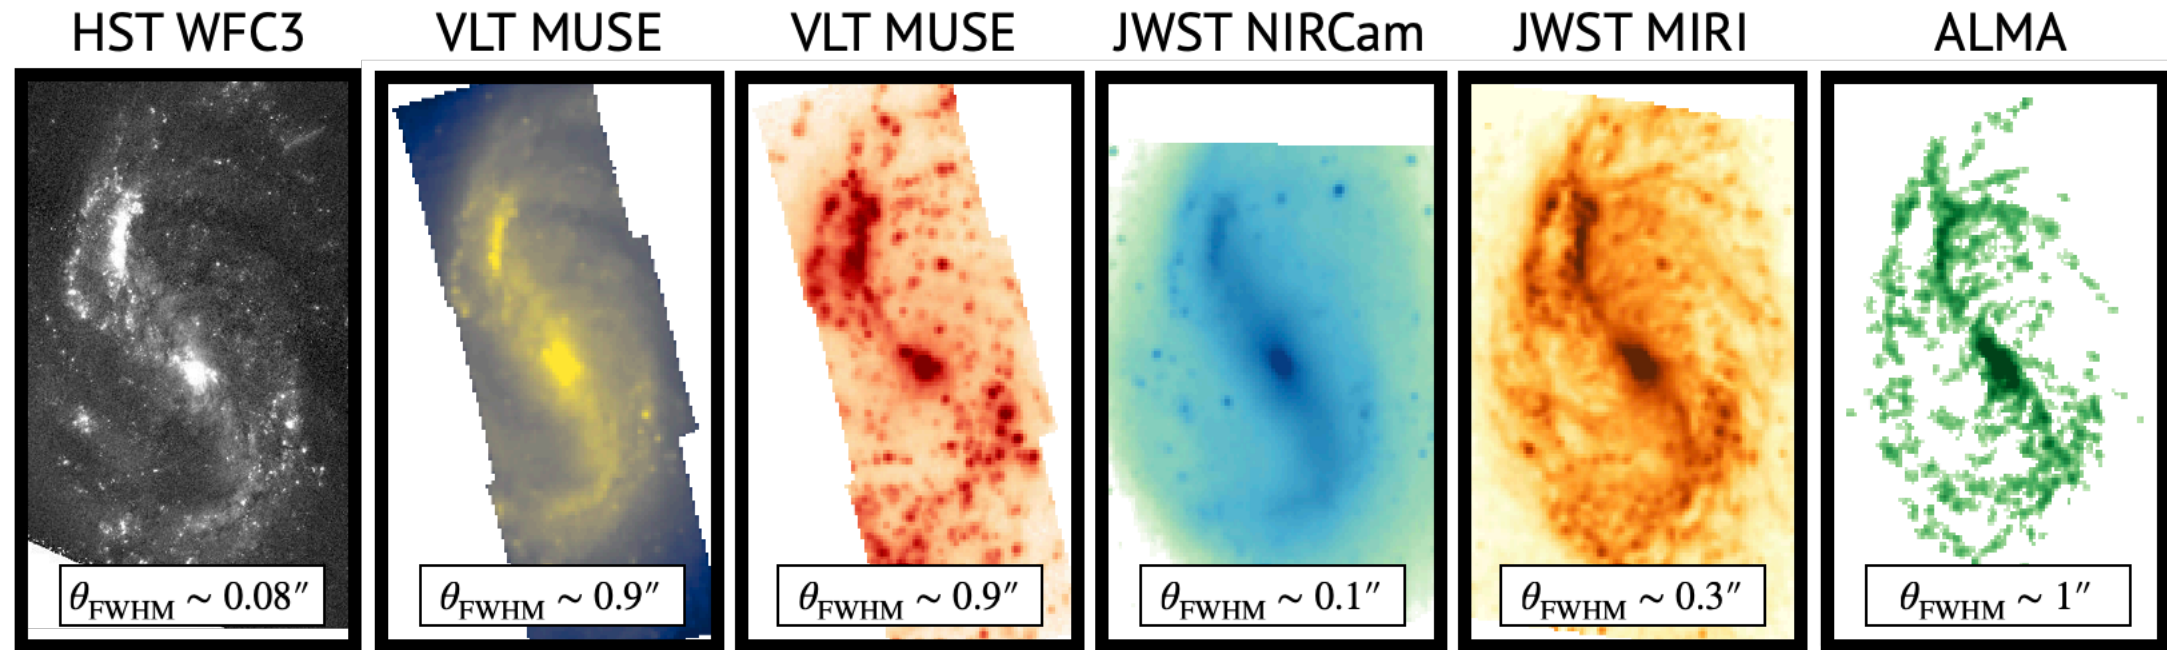 HST WFC3
VLT MUSE
VLT MUSE
JWST NIRCam
JWST MIRI
ALMA
θFWHM ~ 0.08″
θFWHM ~ 0.9″
θFWHM ~ 0.9″
θFWHM ~ 0.1″
θFWHM ~ 0.3″
θFWHM ~ 1″